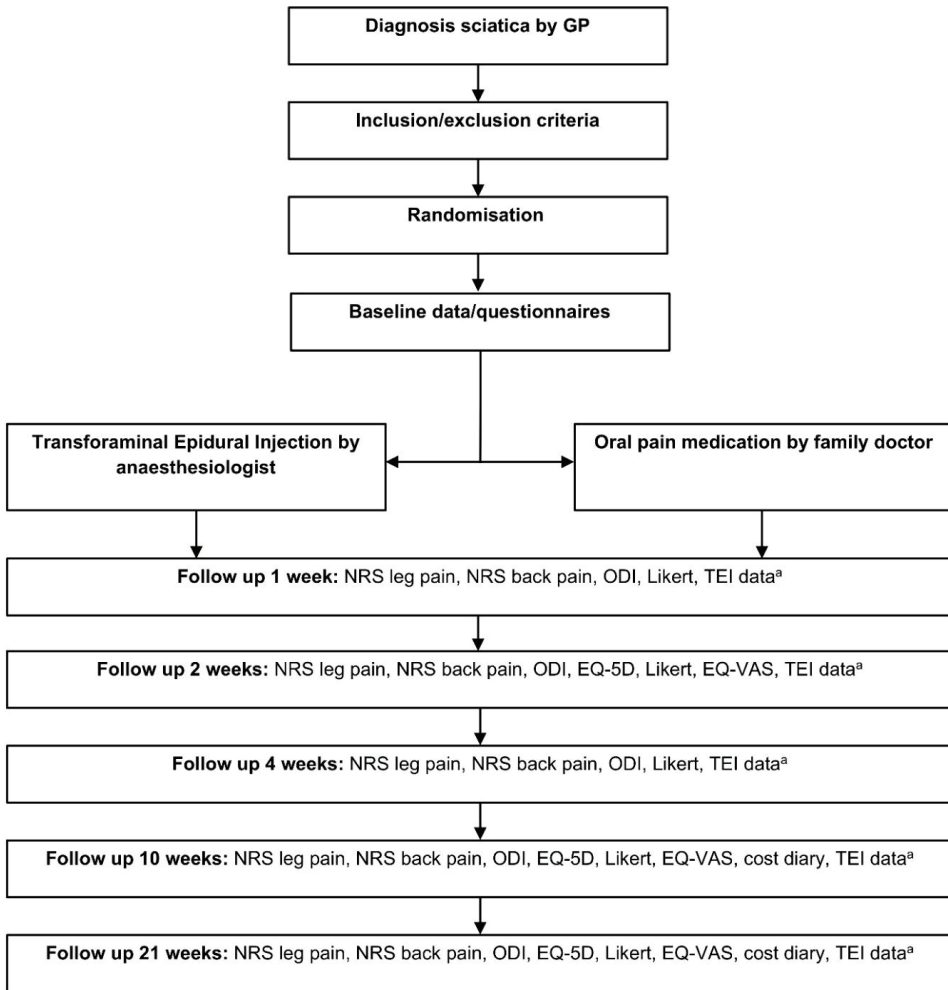 Diagnosis sciatica by GP
Inclusion/exclusion criteria
Randomisation
Baseline data/questionnaires
Transforaminal Epidural Injection by
anaesthesiologist
Oral pain medication by family doctor
Follow up 1 week: NRS leg pain, NRS back pain, ODI, Likert, TEI dataᵃ
Follow up 2 weeks: NRS leg pain, NRS back pain, ODI, EQ-5D, Likert, EQ-VAS, TEI dataᵃ
Follow up 4 weeks: NRS leg pain, NRS back pain, ODI, Likert, TEI dataᵃ
Follow up 10 weeks: NRS leg pain, NRS back pain, ODI, EQ-5D, Likert, EQ-VAS, cost diary, TEI dataᵃ
Follow up 21 weeks: NRS leg pain, NRS back pain, ODI, EQ-5D, Likert, EQ-VAS, cost diary, TEI dataᵃ